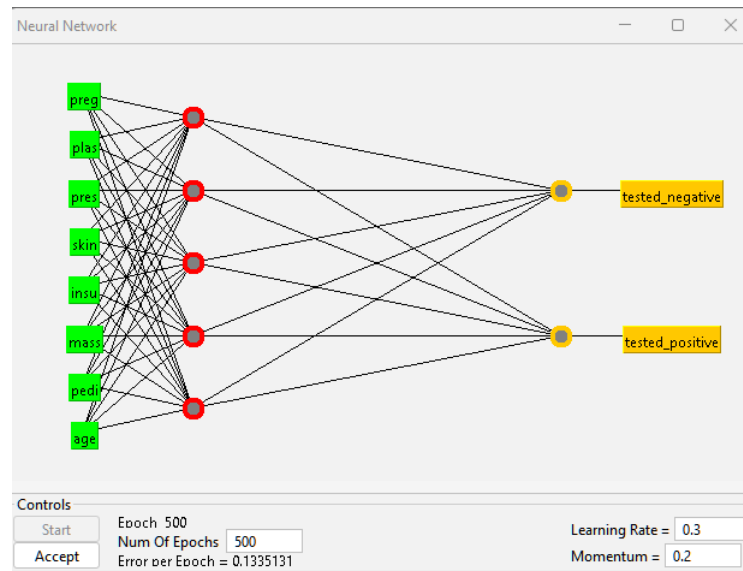 Neural Network
preg
plas
pres
skin
insu
mass
pedi
age
tested_negative
tested_positive
Controls
Start
Accept
Epoch 500
Num Of Epochs 500
Error per Epoch = 0.1335131
Learning Rate = 0.3
Momentum = 0.2